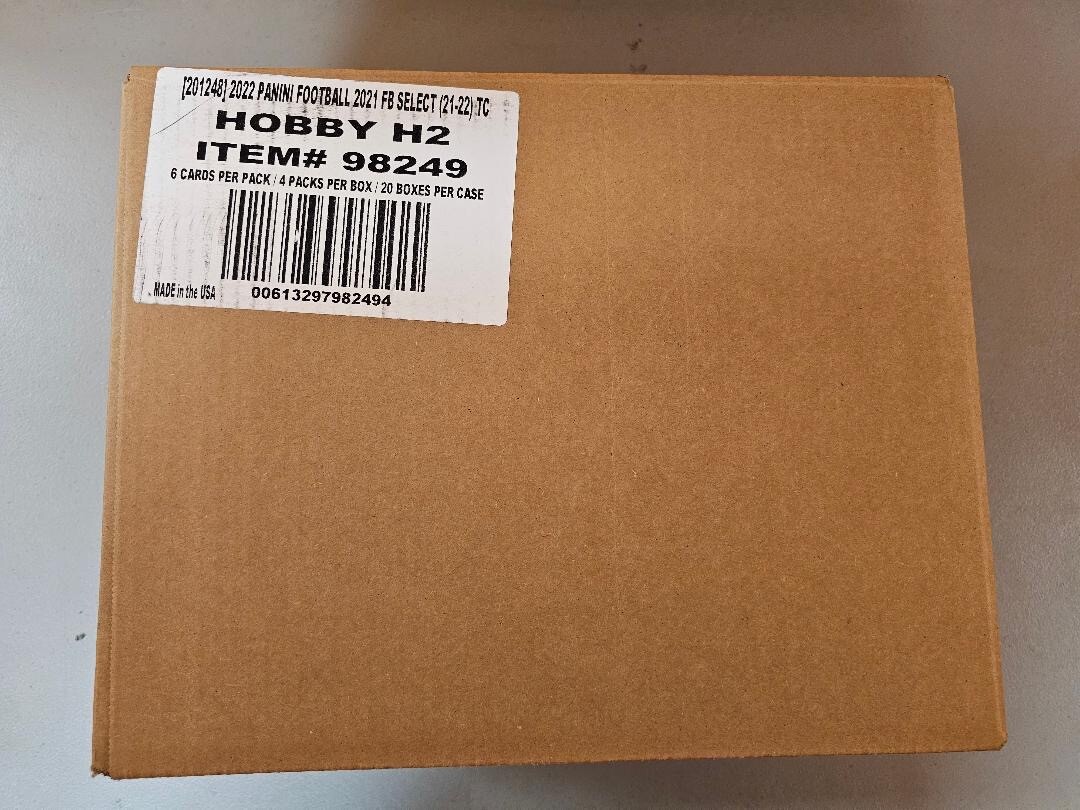 [201248] 2022 PANINI FOOTBALL 2021 FB SELECT (21-22) TC
HOBBY H2
ITEM# 98249
6 CARDS PER PACK / 4 PACKS PER BOX / 20 BOXES PER CASE
MADE in the USA
00613297982494